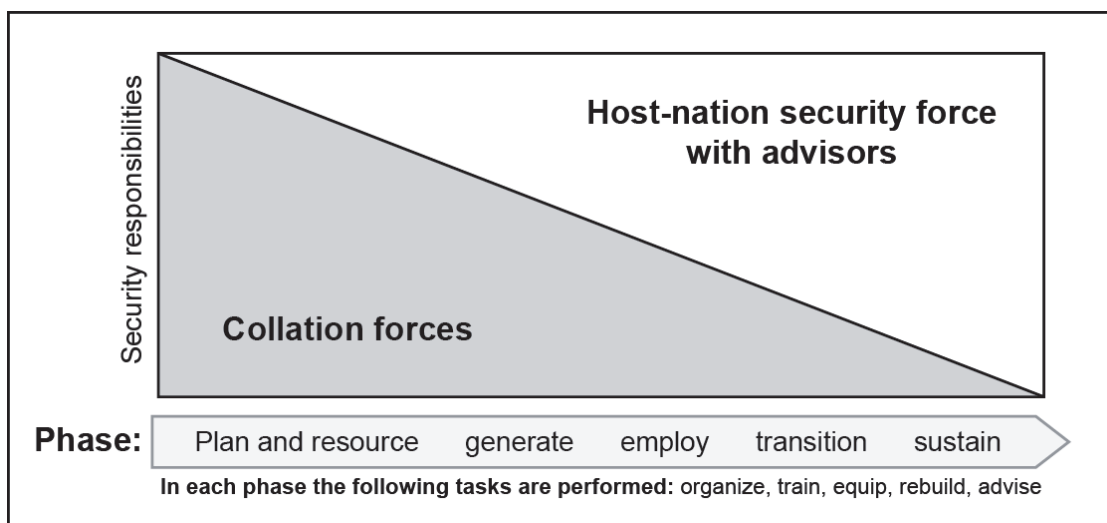 Security responsibilities
Host-nation security force
with advisors
Collation forces
Phase: Plan and resource generate employ transition sustain
In each phase the following tasks are performed: organize, train, equip, rebuild, advise